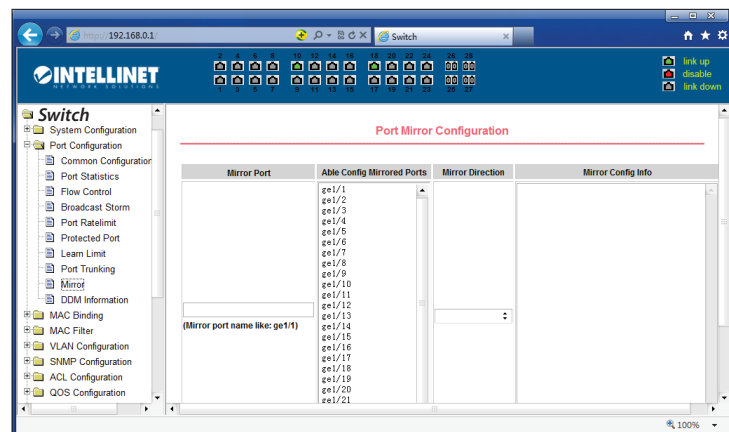 http://192.168.0.1/
Switch
2 4 6 8 10 12 14 16 18 20 22 24 26 28
INTELLINET
NETWORK SOLUTIONS
1 3 5 7 9 11 13 15 17 19 21 23 25 27
link up
disable
link down
Switch
System Configuration
Port Configuration
Common Configuration
Port Statistics
Flow Control
Broadcast Storm
Port Ratelimit
Protected Port
Learn Limit
Port Trunking
Mirror
DDM Information
MAC Binding
MAC Filter
VLAN Configuration
SNMP Configuration
ACL Configuration
QOS Configuration
Port Mirror Configuration
Mirror Port
Able Config Mirrored Ports
Mirror Direction
Mirror Config Info
(Mirror port name like: ge1/1)
ge1/1
ge1/2
ge1/3
ge1/4
ge1/5
ge1/6
ge1/7
ge1/8
ge1/9
ge1/10
ge1/11
ge1/12
ge1/13
ge1/14
ge1/15
ge1/16
ge1/17
ge1/18
ge1/19
ge1/20
ge1/21
100%